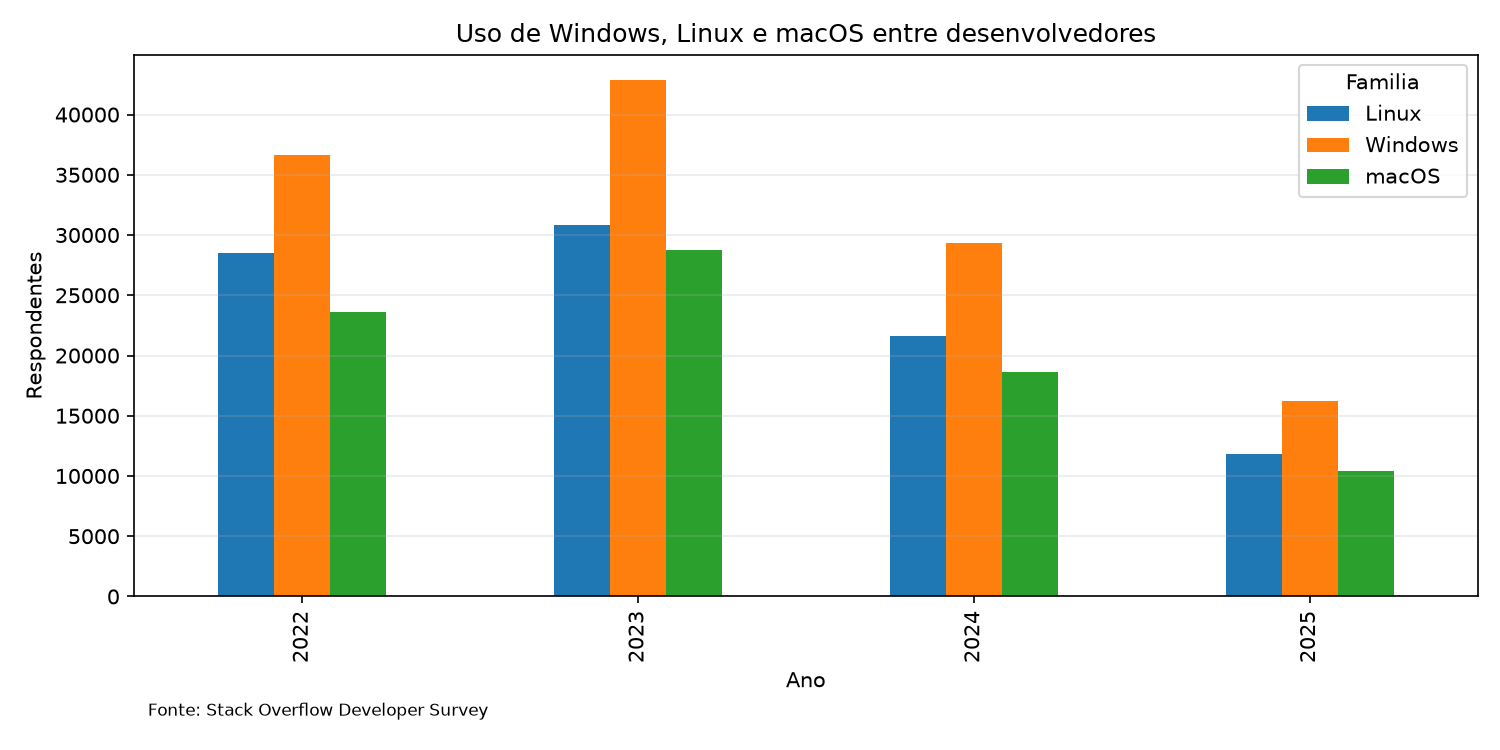 Uso de Windows, Linux e macOS entre desenvolvedores
Familia
Linux
Windows
macOS
40000
35000
30000
25000
20000
15000
10000
5000
0
Respondentes
2022
2023
2024
2025
Ano
Fonte: Stack Overflow Developer Survey